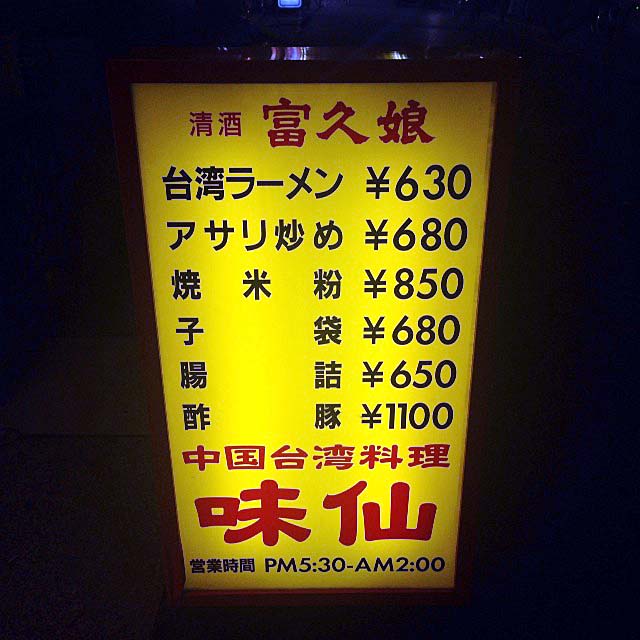 清酒 富久娘
台湾ラーメン ¥630
アサリ炒め ¥680
焼米粉 ¥850
子袋 ¥680
腸詰 ¥650
酢豚 ¥1100
中国台湾料理
味仙
営業時間 PM5:30-AM2:00